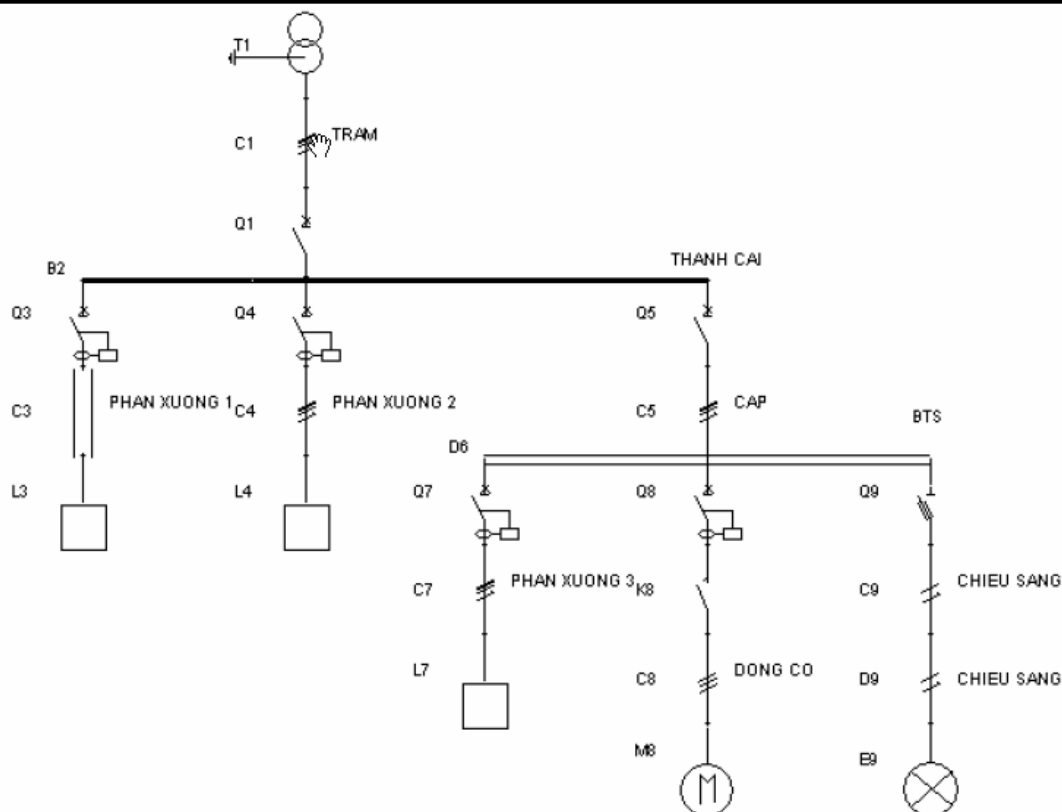 T1
C1 TRAM
Q1
B2 THANH CAI
Q3 Q4 Q5
C3 PHAN XUONG 1 C4 PHAN XUONG 2 C5 CAP
BTS
D6
L3 L4 Q7 Q8 Q9
C7 PHAN XUONG 3 K8 C9 CHIEU SANG
L7 C8 DONG CO D9 CHIEU SANG
M8 E9
M